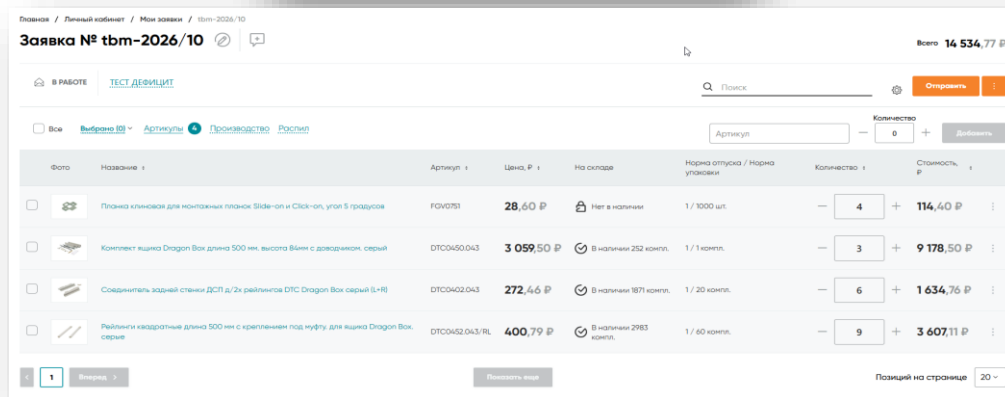 Главная / Личный кабинет / Мои заявки / tbm-2026/10
Заявка № tbm-2026/10
Всего 14 534,77 ₽
В РАБОТЕ ТЕСТ ДЕФИЦИТ
Поиск
Отправить
Все Выбрано (0) Артикулы 4 Производство Распил
Артикул
Количество
— 0 +
Добавить
Фото Название Артикул Цена, ₽ На складе Норма отпуска / Норма упаковки Количество Стоимость, ₽
Планка клиновая для монтажных планок Slide-on и Click-on, угол 5 градусов FGV0751 28,60 ₽ Нет в наличии 1 / 1000 шт. — 4 + 114,40 ₽
Комплект ящика Dragon Box длина 500 мм, высота 84мм с доводчиком, серый DTC0450.043 3 059,50 ₽ В наличии 252 компл. 1 / 1 компл. — 3 + 9 178,50 ₽
Соединитель задней стенки ДСП д/2х рейлингов DTC Dragon Box серый (L+R) DTC0402.043 272,46 ₽ В наличии 1871 компл. 1 / 20 компл. — 6 + 1 634,76 ₽
Рейлинги квадратные для длина 500 мм с креплением под муфту, для ящика Dragon Box, серые DTC0452.043/RL 400,79 ₽ В наличии 2983 компл. 1 / 60 компл. — 9 + 3 607,11 ₽
1 Вперед
Показать еще
Позиций на странице 20